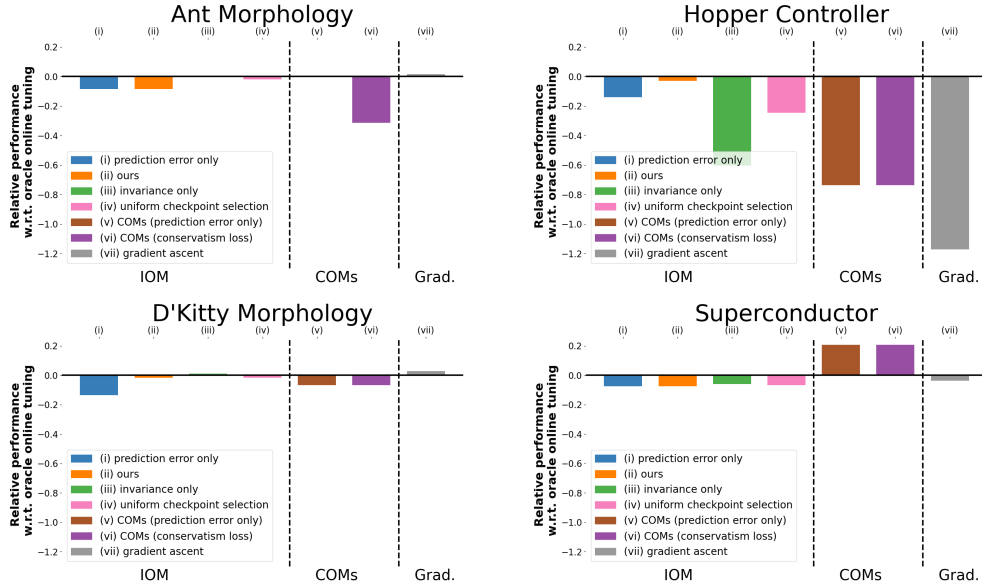 Ant Morphology
(i) (ii) (iii) (iv) (v) (vi) (vii)
Relative performance
w.r.t. oracle online tuning
0.2
0.0
−0.2
−0.4
−0.6
−0.8
−1.0
−1.2
(i) prediction error only
(ii) ours
(iii) invariance only
(iv) uniform checkpoint selection
(v) COMs (prediction error only)
(vi) COMs (conservatism loss)
(vii) gradient ascent
IOM COMs Grad.
Hopper Controller
(i) (ii) (iii) (iv) (v) (vi) (vii)
Relative performance
w.r.t. oracle online tuning
0.2
0.0
−0.2
−0.4
−0.6
−0.8
−1.0
−1.2
(i) prediction error only
(ii) ours
(iii) invariance only
(iv) uniform checkpoint selection
(v) COMs (prediction error only)
(vi) COMs (conservatism loss)
(vii) gradient ascent
IOM COMs Grad.
D'Kitty Morphology
(i) (ii) (iii) (iv) (v) (vi) (vii)
Relative performance
w.r.t. oracle online tuning
0.2
0.0
−0.2
−0.4
−0.6
−0.8
−1.0
−1.2
(i) prediction error only
(ii) ours
(iii) invariance only
(iv) uniform checkpoint selection
(v) COMs (prediction error only)
(vi) COMs (conservatism loss)
(vii) gradient ascent
IOM COMs Grad.
Superconductor
(i) (ii) (iii) (iv) (v) (vi) (vii)
Relative performance
w.r.t. oracle online tuning
0.2
0.0
−0.2
−0.4
−0.6
−0.8
−1.0
−1.2
(i) prediction error only
(ii) ours
(iii) invariance only
(iv) uniform checkpoint selection
(v) COMs (prediction error only)
(vi) COMs (conservatism loss)
(vii) gradient ascent
IOM COMs Grad.